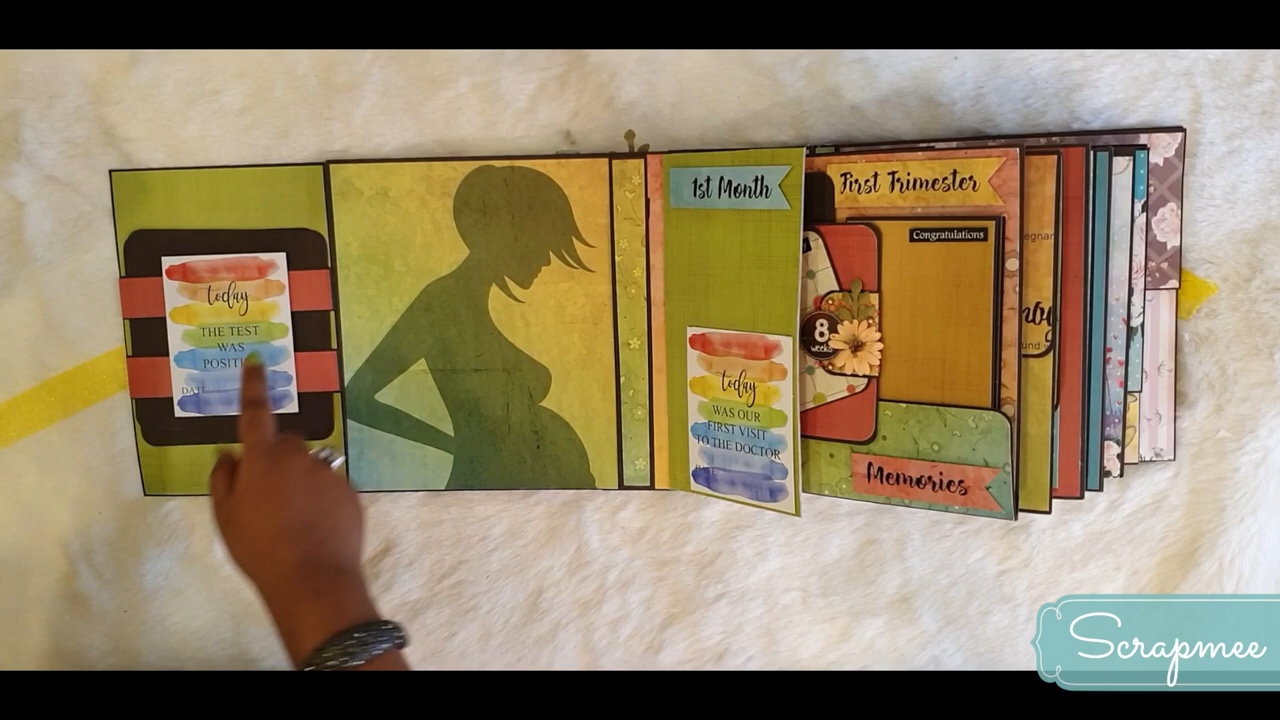 today
THE TEST
WAS
DATE
1st Month
today
WAS OUR
FIRST VISIT
TO THE DOCTOR
First Trimester
Congratulations
8
weeks
Memories
Scrapmee